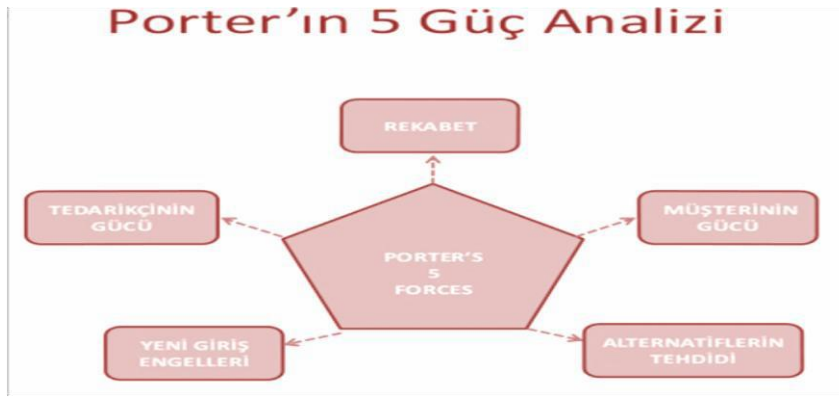 Porter’ın 5 Güç Analizi
REKABET
TEDARİKÇİNİN
GÜCÜ
MÜŞTERİNİN
GÜCÜ
PORTER’S
5
FORCES
YENİ GİRİŞ
ENGELLERİ
ALTERNATİFLERİN
TEHDİDİ